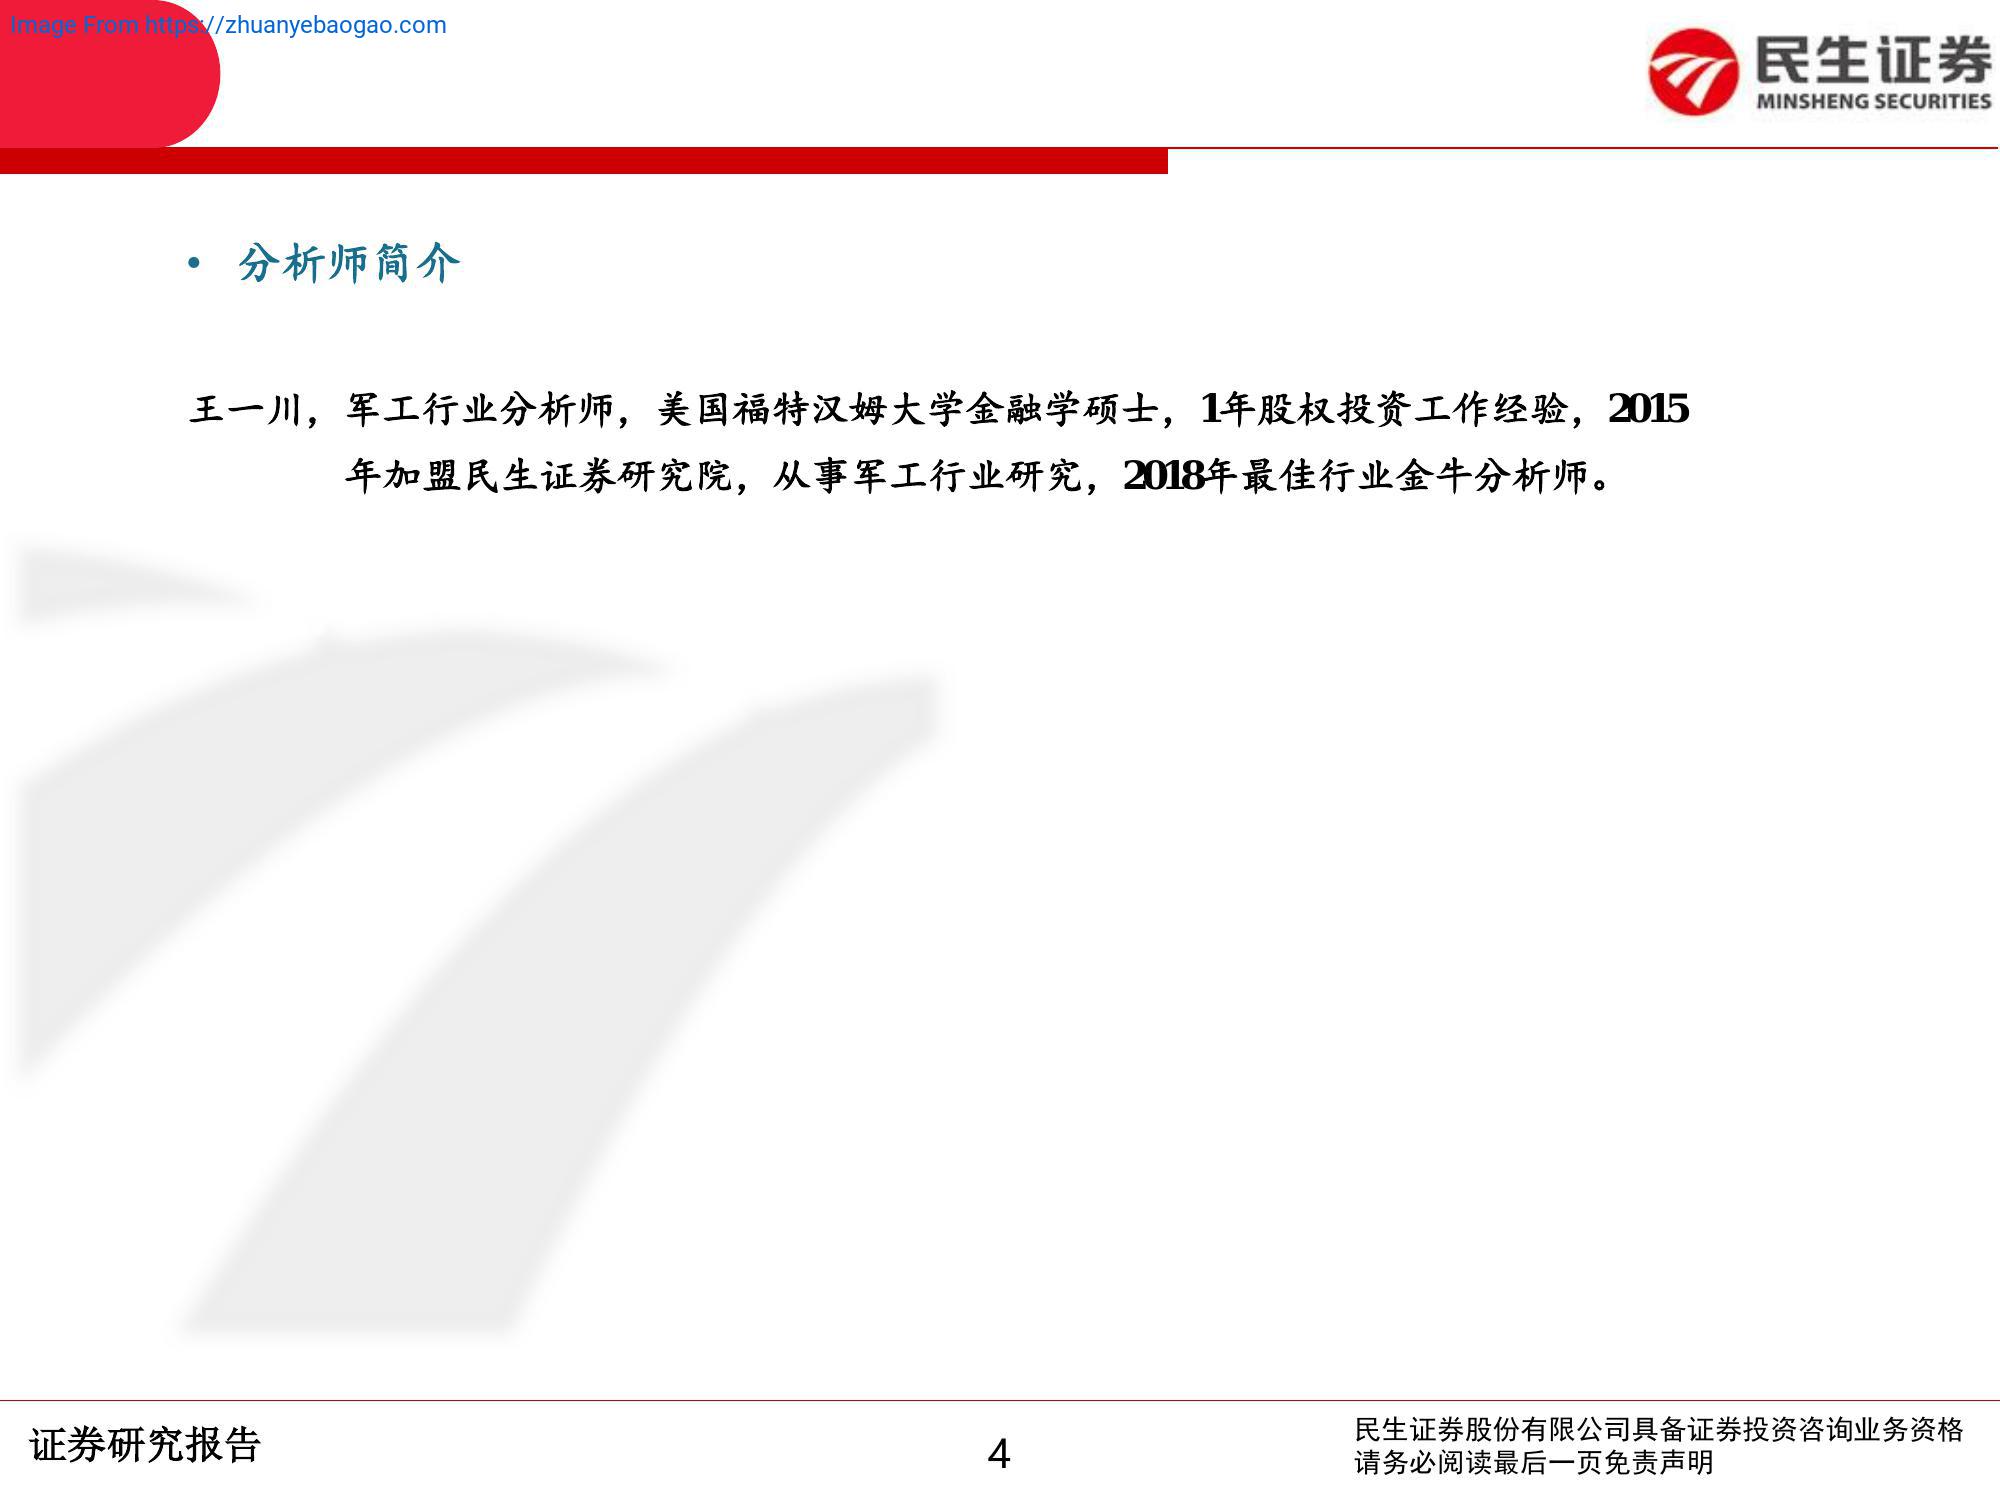 Image From https://zhuanyebaogao.com
民生证券
MINSHENG SECURITIES
• 分析师简介
王一川，军工行业分析师，美国福特汉姆大学金融学硕士，1年股权投资工作经验，2015
年加盟民生证券研究院，从事军工行业研究，2018年最佳行业金牛分析师。
证券研究报告
4
民生证券股份有限公司具备证券投资咨询业务资格
请务必阅读最后一页免责声明